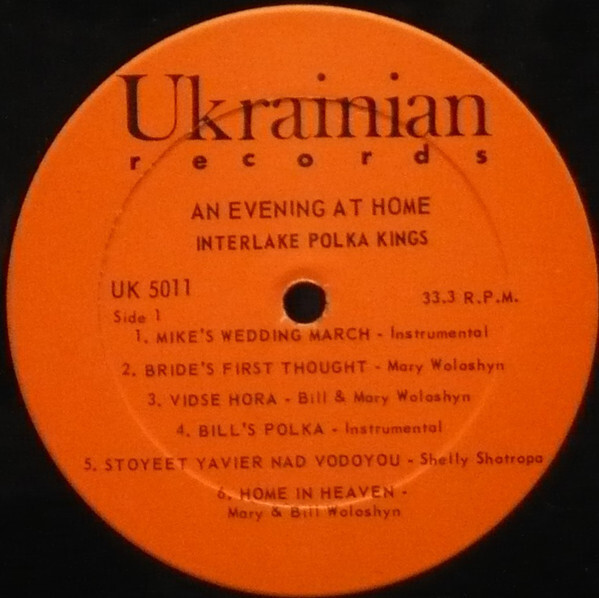 Ukrainian
records
AN EVENING AT HOME
INTERLAKE POLKA KINGS
UK 5011
33.3 R.P.M.
Side 1
1. MIKE'S WEDDING MARCH - Instrumental
2. BRIDE'S FIRST THOUGHT - Mary Woloshyn
3. VIDSE HORA - Bill & Mary Woloshyn
4. BILL'S POLKA - Instrumental
5. STOYEET YAVIER NAD VODOYOU - Shelly Shatropa
6. HOME IN HEAVEN -
Mary & Bill Woloshyn